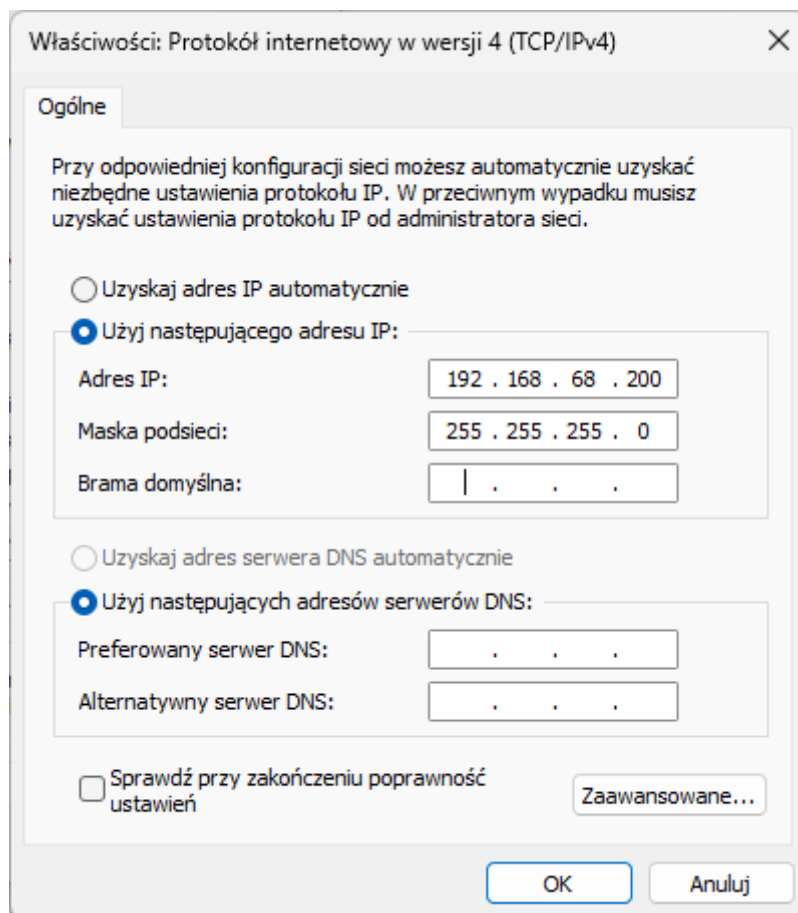 Właściwości: Protokół internetowy w wersji 4 (TCP/IPv4)
Ogólne
Przy odpowiedniej konfiguracji sieci możesz automatycznie uzyskać
niezbędne ustawienia protokołu IP. W przeciwnym wypadku musisz
uzyskać ustawienia protokołu IP od administratora sieci.
Uzyskaj adres IP automatycznie
Użyj następującego adresu IP:
Adres IP: 192 . 168 . 68 . 200
Maska podsieci: 255 . 255 . 255 . 0
Brama domyślna: . . .
Uzyskaj adres serwera DNS automatycznie
Użyj następujących adresów serwerów DNS:
Preferowany serwer DNS: . . .
Alternatywny serwer DNS: . . .
Sprawdź przy zakończeniu poprawność
ustawień
Zaawansowane...
OK Anuluj